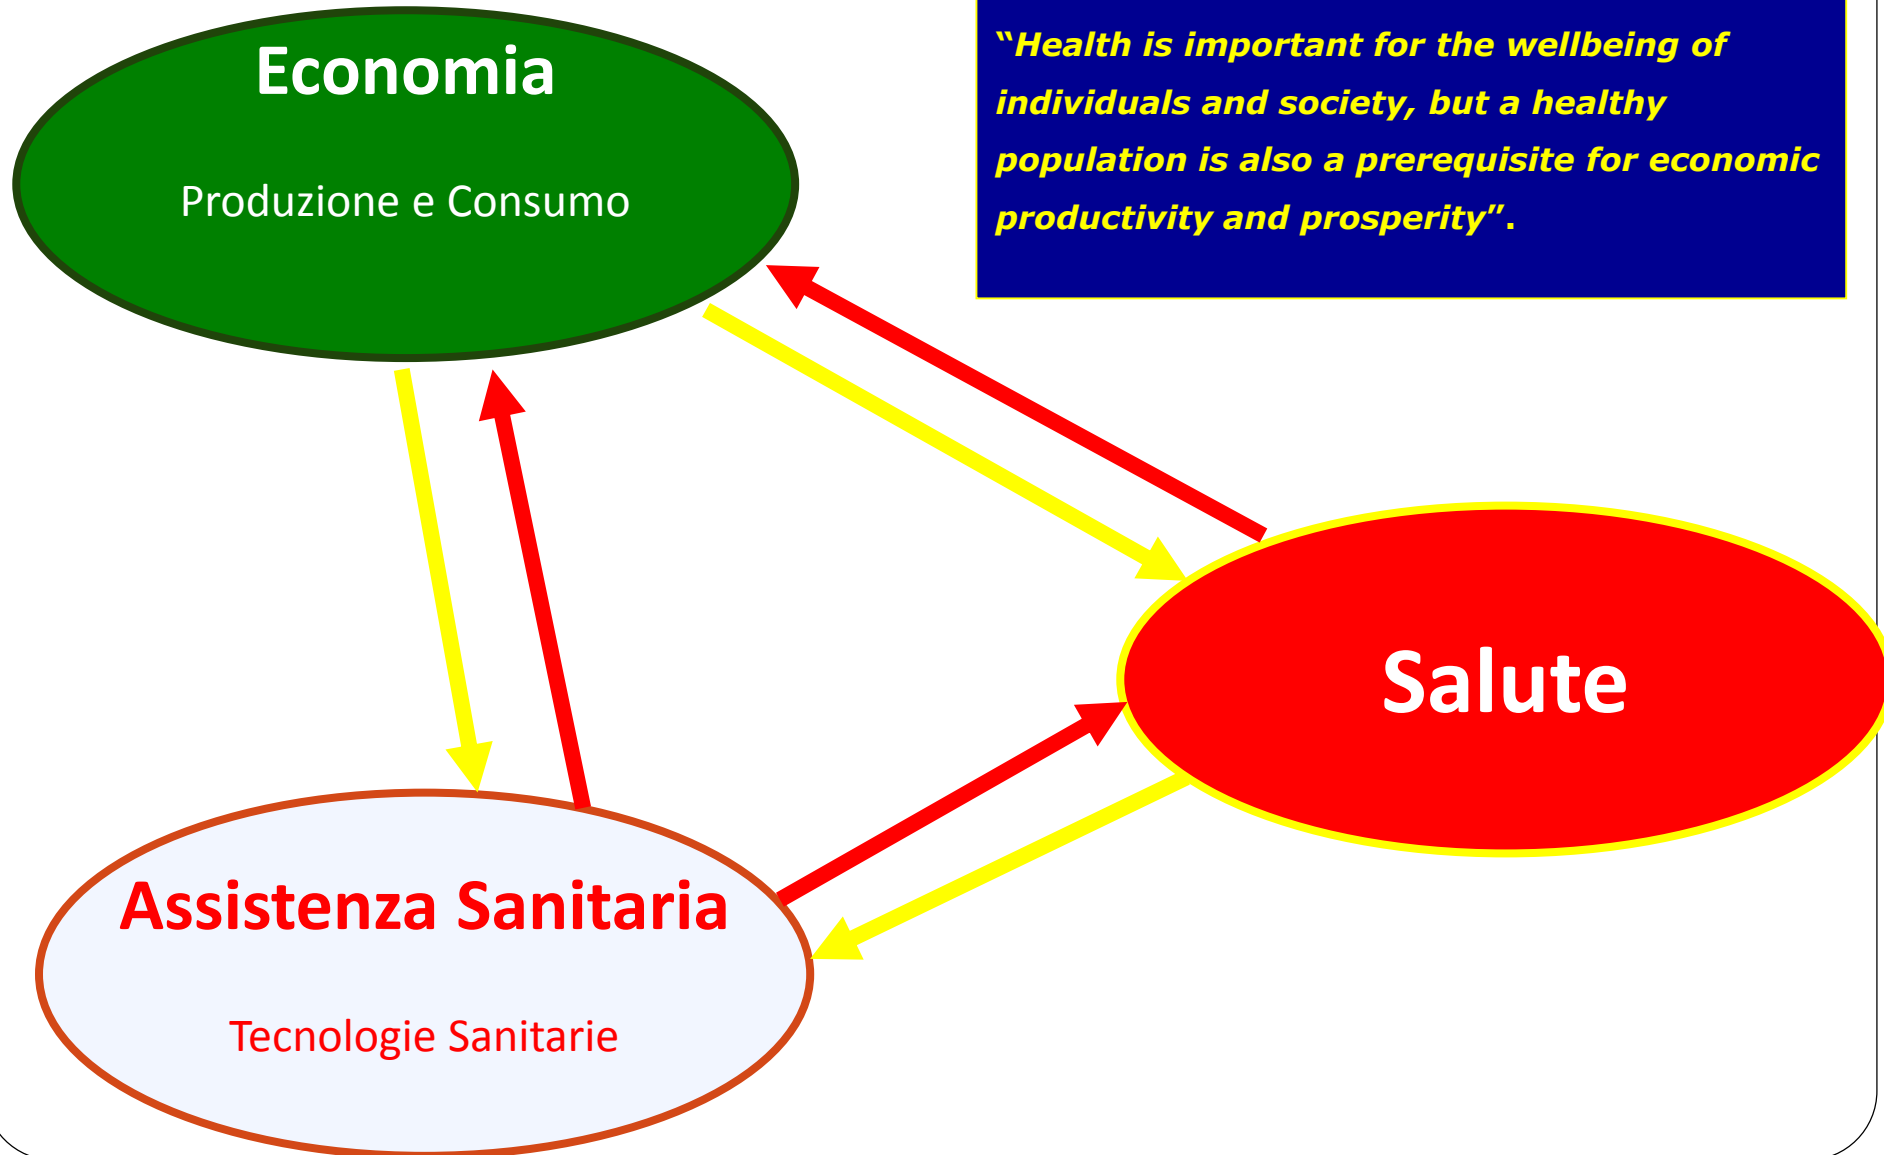 Economia
Produzione e Consumo
“Health is important for the wellbeing of
individuals and society, but a healthy
population is also a prerequisite for economic
productivity and prosperity”.
Salute
Assistenza Sanitaria
Tecnologie Sanitarie